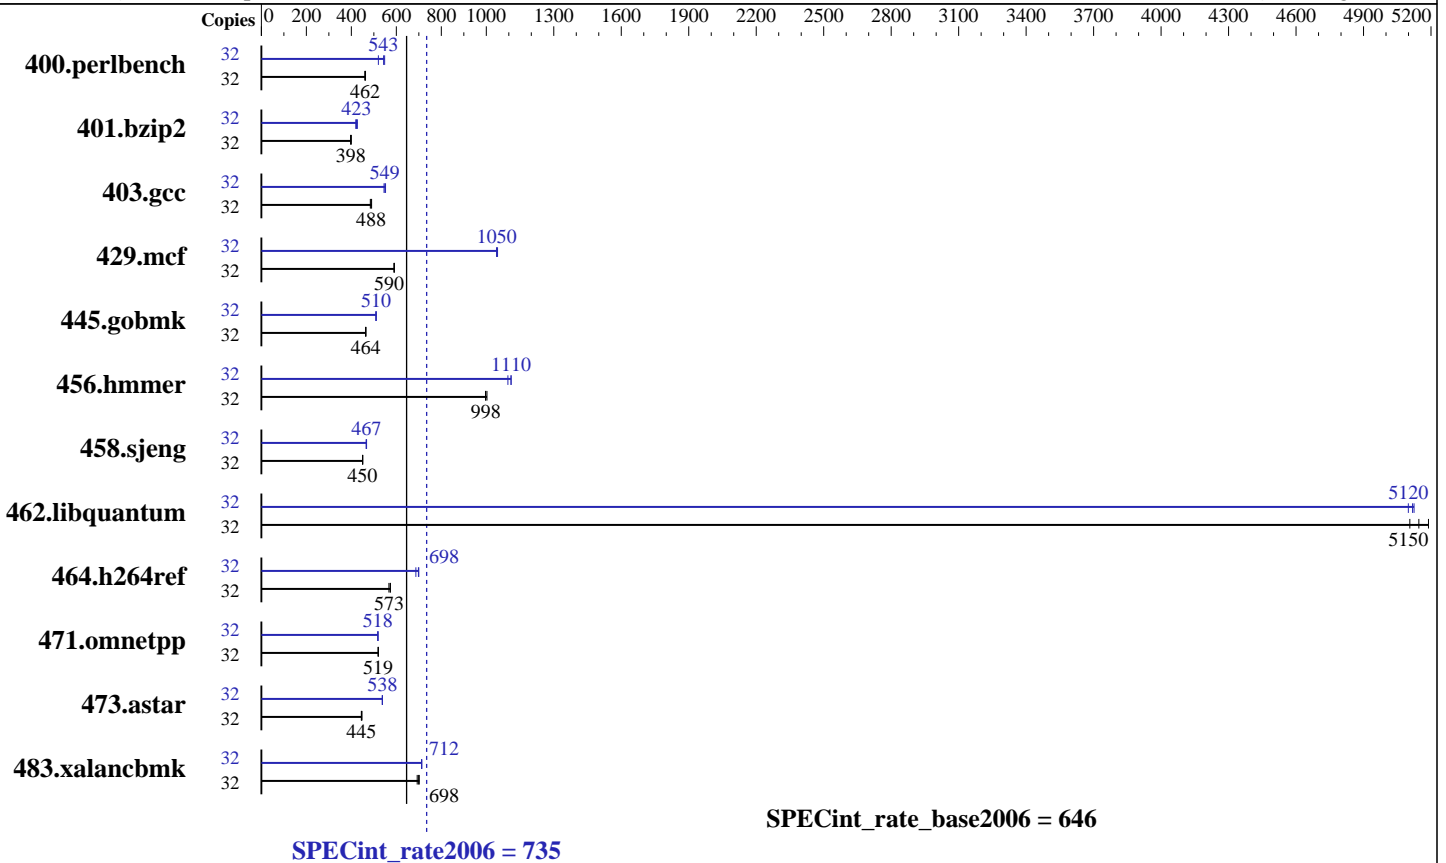 Copies 0 200 400 600 800 1000 1300 1600 1900 2200 2500 2800 3100 3400 3700 4000 4300 4600 4900 5200
400.perlbench 32 543
32 462
401.bzip2 32 423
32 398
403.gcc 32 549
32 488
429.mcf 32 1050
32 590
445.gobmk 32 510
32 464
456.hmmer 32 1110
32 998
458.sjeng 32 467
32 450
462.libquantum 32 5120
32 5150
464.h264ref 32 698
32 573
471.omnetpp 32 518
32 519
473.astar 32 538
32 445
483.xalancbmk 32 712
32 698
SPECint_rate_base2006 = 646
SPECint_rate2006 = 735